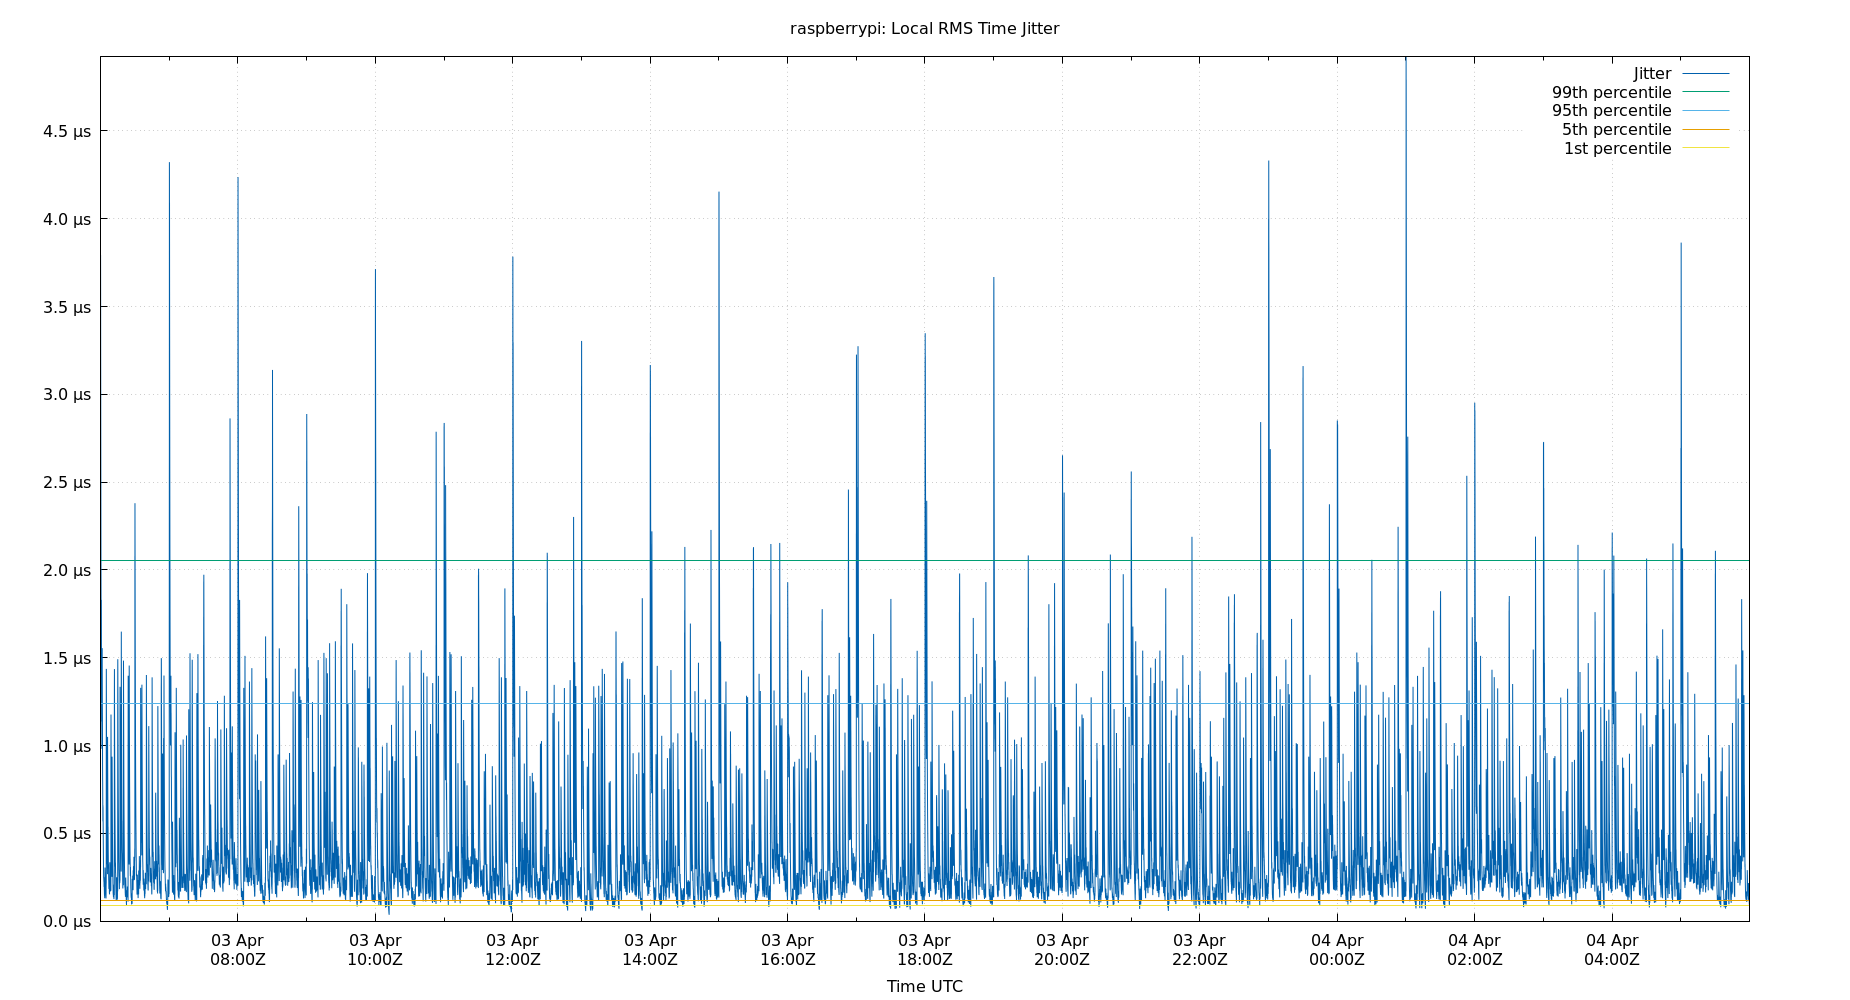 raspberrypi: Local RMS Time Jitter
Jitter
99th percentile
95th percentile
5th percentile
1st percentile
4.5 µs
4.0 µs
3.5 µs
3.0 µs
2.5 µs
2.0 µs
1.5 µs
1.0 µs
0.5 µs
0.0 µs
03 Apr 03 Apr 03 Apr 03 Apr 03 Apr 03 Apr 03 Apr 03 Apr 04 Apr 04 Apr 04 Apr
08:00Z 10:00Z 12:00Z 14:00Z 16:00Z 18:00Z 20:00Z 22:00Z 00:00Z 02:00Z 04:00Z
Time UTC